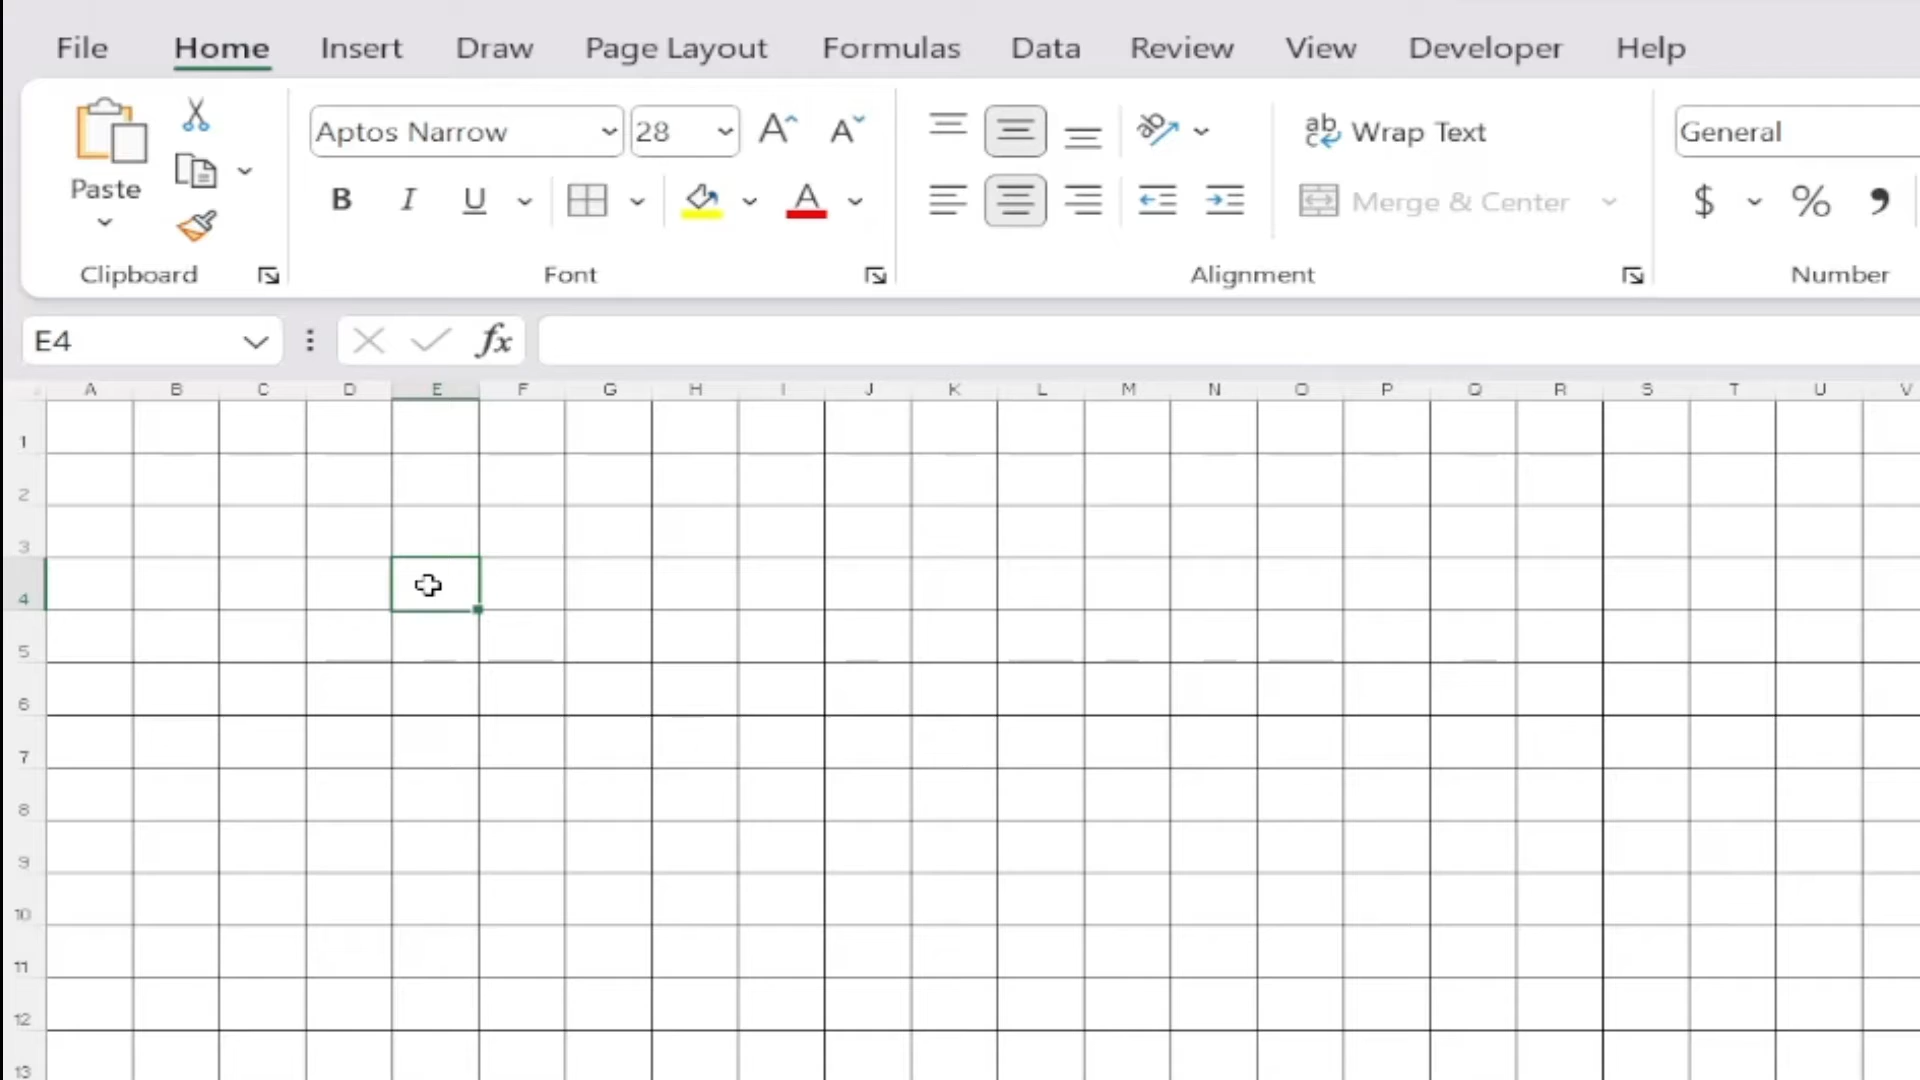 File Home Insert Draw Page Layout Formulas Data Review View Developer Help
Aptos Narrow 28 A A ab Wrap Text General
Paste B I U A Merge & Center $ % 9
Clipboard Font Alignment Number
E4 fx
A B C D E F G H I J K L M N O P Q R S T U V
1
2
3
4
5
6
7
8
9
10
11
12
13